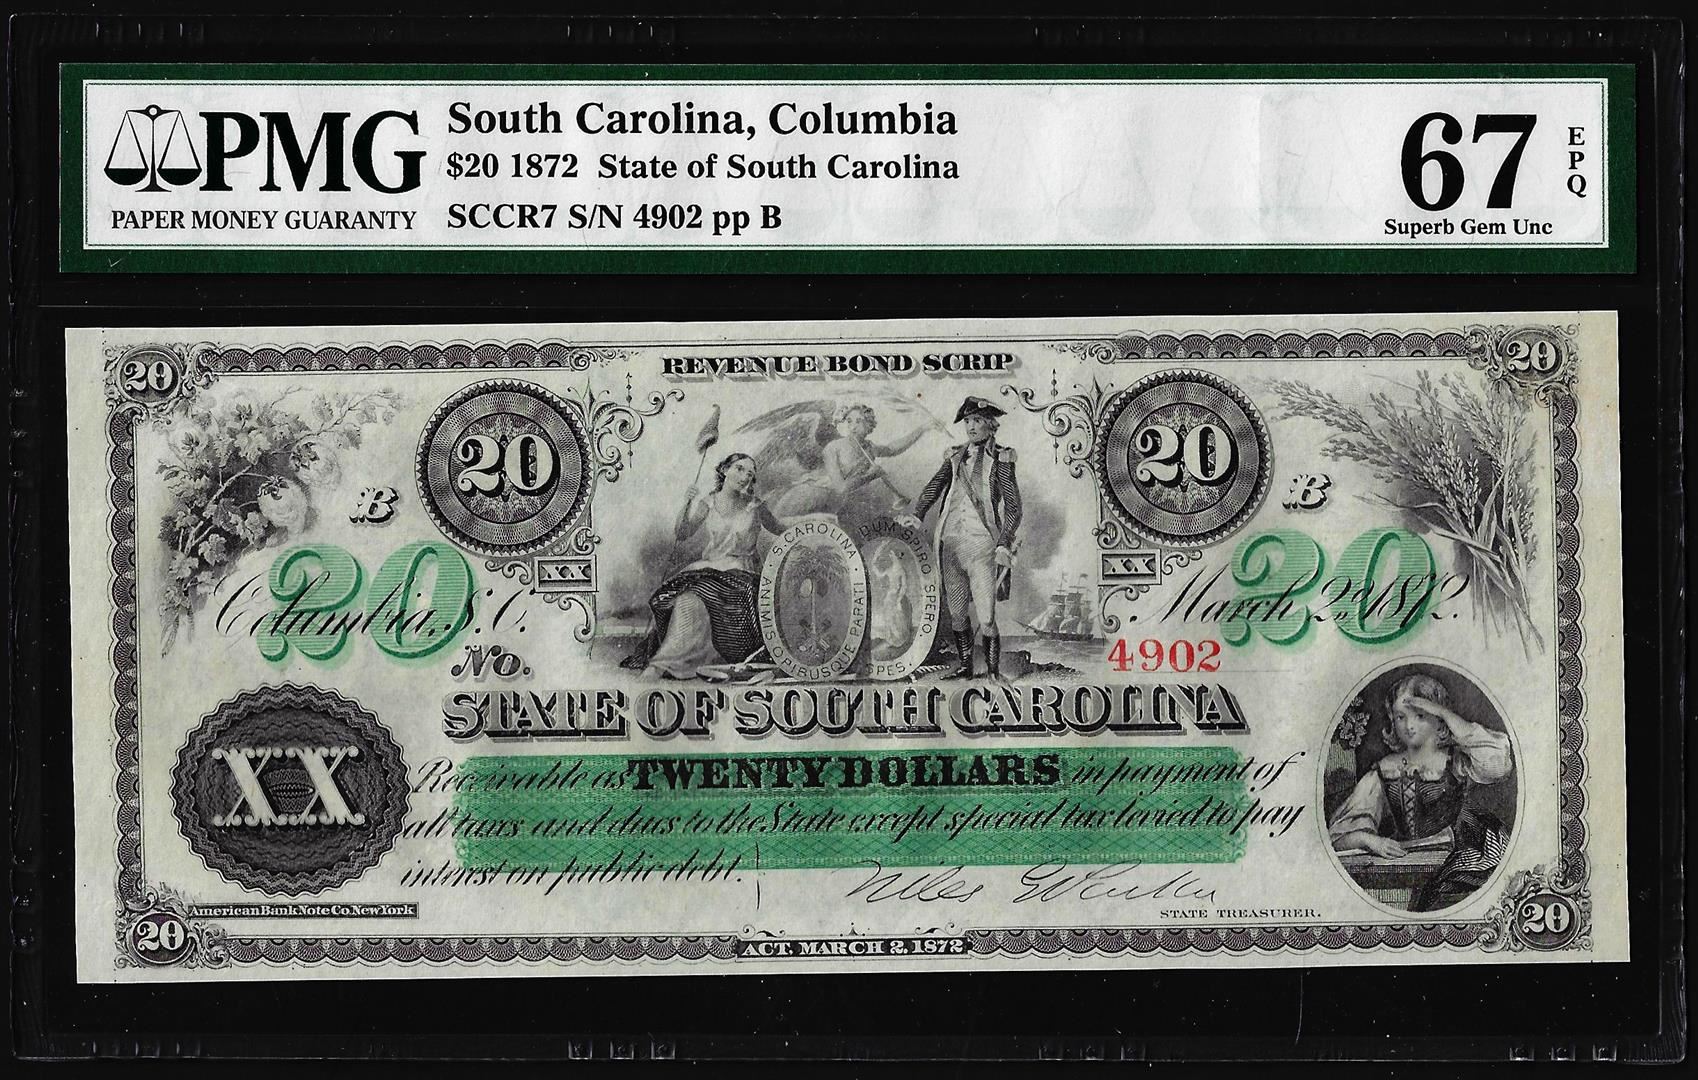 PMG
PAPER MONEY GUARANTY
South Carolina, Columbia
$20 1872 State of South Carolina
SCCR7 S/N 4902 pp B
67
EPQ
Superb Gem Unc
20
REVENUE BOND SCRIP
20
20
20
B
B
S. CAROLINA · ANIMIS OPIBUSQUE PARATI ·
DUM SPIRO SPERO. SPES.
XX
XX
20
20
Columbia, S.C.
March 2nd 1872.
No.
4902
STATE OF SOUTH CAROLINA
XX
Receivable as TWENTY DOLLARS in payment of
all taxes and dues to the State except special tax levied to pay
interest on public debt.
Niles G Parker
STATE TREASURER.
American Bank Note Co. New York
20
ACT, MARCH 2, 1872
20